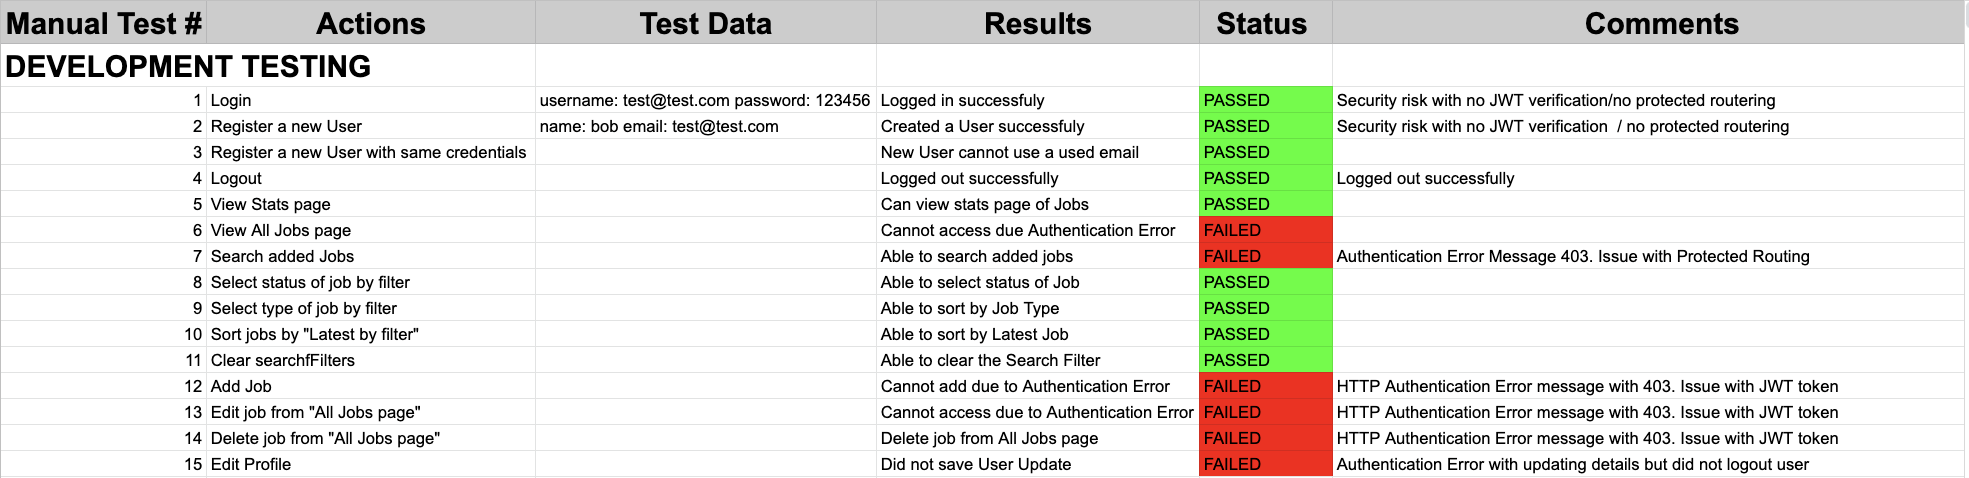 Manual Test # Actions Test Data Results Status Comments
DEVELOPMENT TESTING
1 Login username: test@test.com password: 123456 Logged in successfuly PASSED Security risk with no JWT verification/no protected routering
2 Register a new User name: bob email: test@test.com Created a User successfuly PASSED Security risk with no JWT verification / no protected routering
3 Register a new User with same credentials New User cannot use a used email PASSED
4 Logout Logged out successfully PASSED Logged out successfully
5 View Stats page Can view stats page of Jobs PASSED
6 View All Jobs page Cannot access due Authentication Error FAILED
7 Search added Jobs Able to search added jobs FAILED Authentication Error Message 403. Issue with Protected Routing
8 Select status of job by filter Able to select status of Job PASSED
9 Select type of job by filter Able to sort by Job Type PASSED
10 Sort jobs by "Latest by filter" Able to sort by Latest Job PASSED
11 Clear searchfFilters Able to clear the Search Filter PASSED
12 Add Job Cannot add due to Authentication Error FAILED HTTP Authentication Error message with 403. Issue with JWT token
13 Edit job from "All Jobs page" Cannot access due to Authentication Error FAILED HTTP Authentication Error message with 403. Issue with JWT token
14 Delete job from "All Jobs page" Delete job from All Jobs page FAILED HTTP Authentication Error message with 403. Issue with JWT token
15 Edit Profile Did not save User Update FAILED Authentication Error with updating details but did not logout user